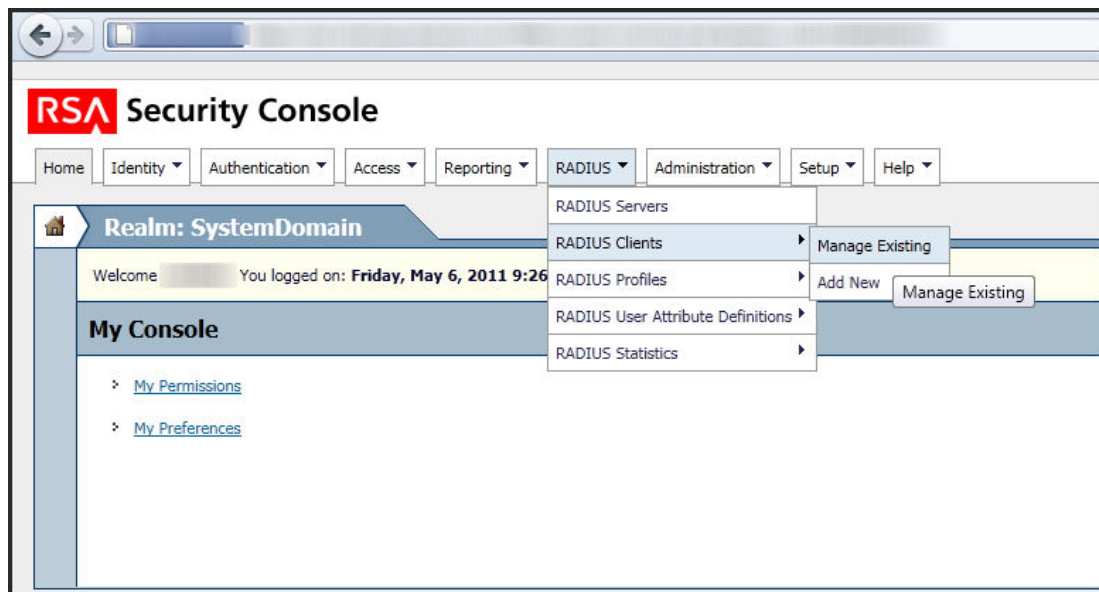 RSA Security Console
Home Identity Authentication Access Reporting RADIUS Administration Setup Help
RADIUS Servers
Realm: SystemDomain
RADIUS Clients
Manage Existing
Welcome You logged on: Friday, May 6, 2011 9:26
RADIUS Profiles
Add New
Manage Existing
My Console
RADIUS User Attribute Definitions
RADIUS Statistics
My Permissions
My Preferences